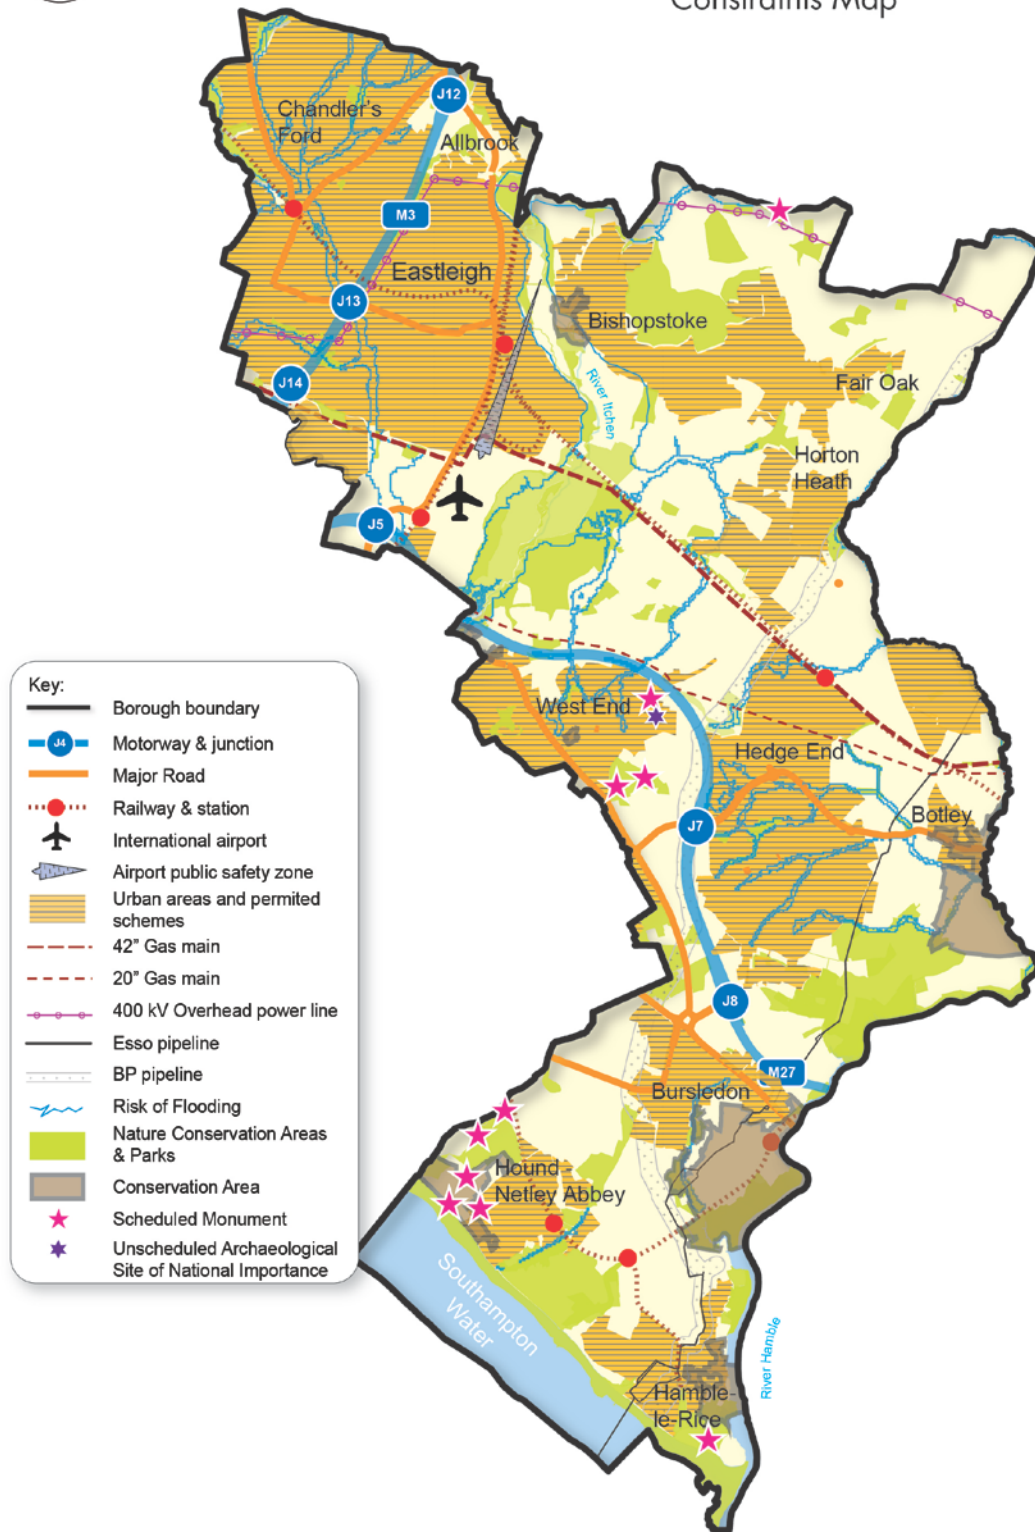 Constraints Map
J12
Chandler's
Ford
Allbrook
M3
Eastleigh
J13
Bishopstoke
J14
Fair Oak
River Itchen
Horton
Heath
J5
West End
Hedge End
J7
Botley
J8
M27
Bursledon
Hound -
Netley Abbey
Southampton
Water
River Hamble
Hamble-
le-Rice
Key:
Borough boundary
J4
Motorway & junction
Major Road
Railway & station
International airport
Airport public safety zone
Urban areas and permited
schemes
42" Gas main
20" Gas main
400 kV Overhead power line
Esso pipeline
BP pipeline
Risk of Flooding
Nature Conservation Areas
& Parks
Conservation Area
Scheduled Monument
Unscheduled Archaeological
Site of National Importance